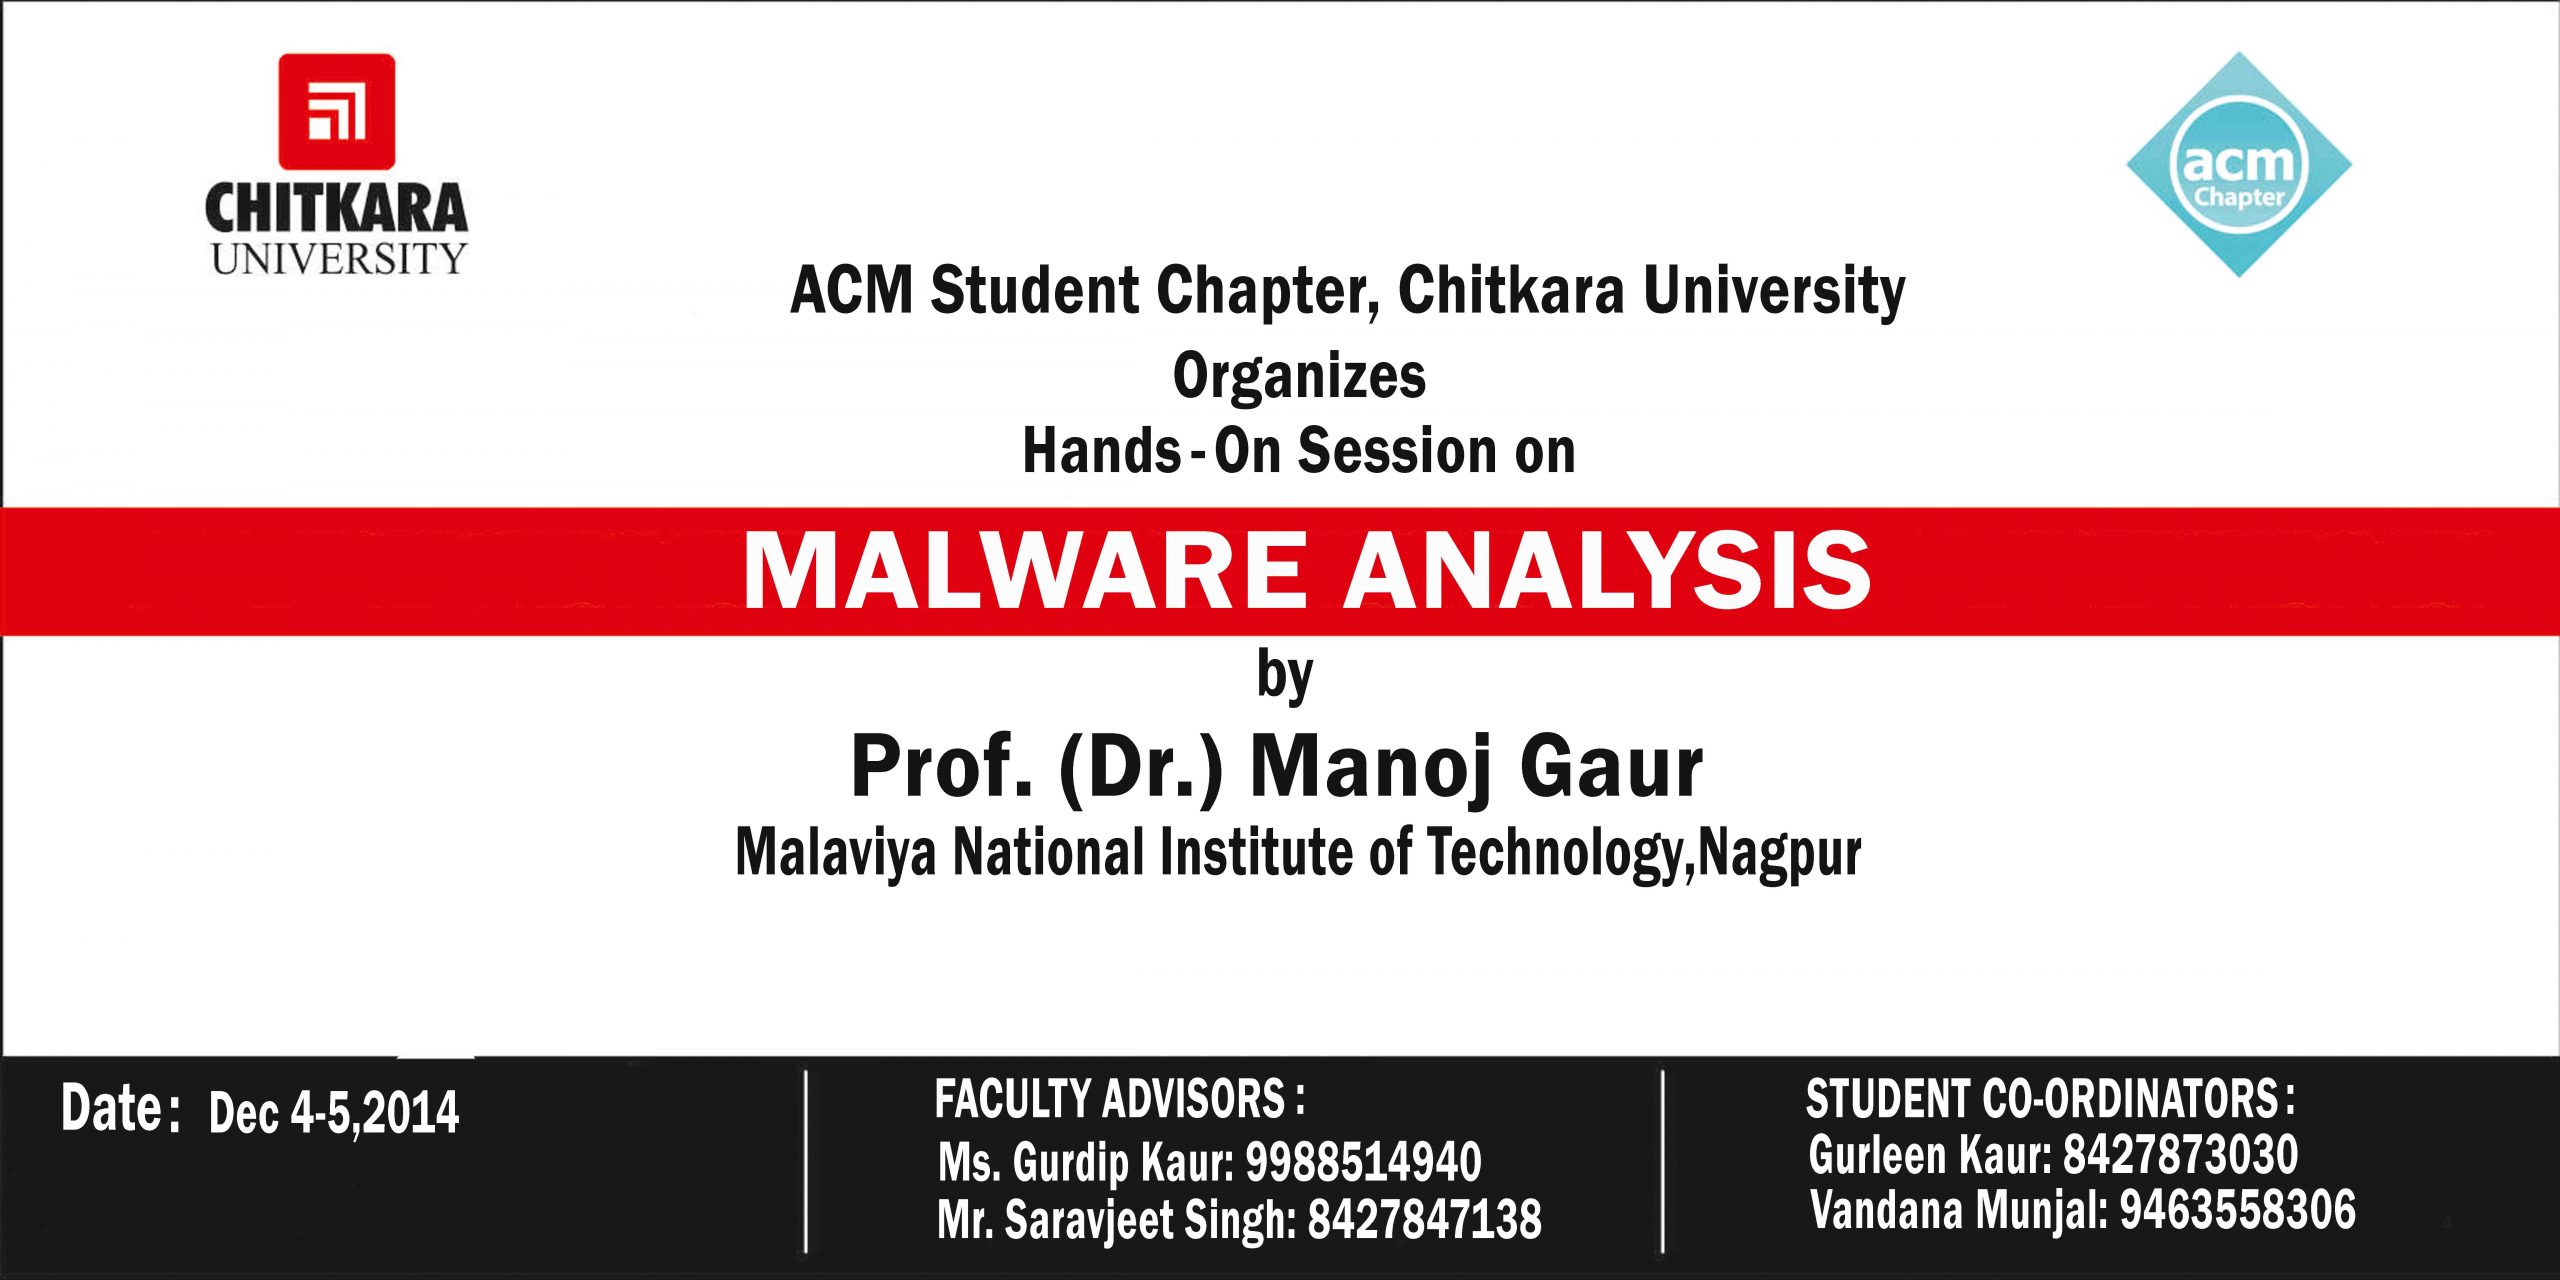 CHITKARA
UNIVERSITY
acm
Chapter
ACM Student Chapter, Chitkara University
Organizes
Hands-On Session on
MALWARE ANALYSIS
by
Prof. (Dr.) Manoj Gaur
Malaviya National Institute of Technology,Nagpur
Date: Dec 4-5,2014
FACULTY ADVISORS :
Ms. Gurdip Kaur: 9988514940
Mr. Saravjeet Singh: 8427847138
STUDENT CO-ORDINATORS :
Gurleen Kaur: 8427873030
Vandana Munjal: 9463558306